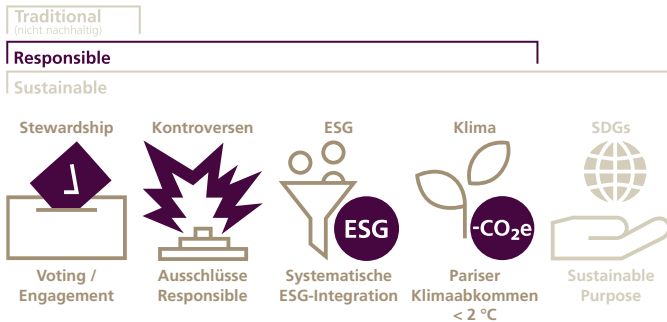 Traditional
(nicht nachhaltig)
Responsible
Sustainable
Stewardship
Kontroversen
ESG
Klima
SDGs
ESG
-CO₂e
Voting /
Engagement
Ausschlüsse
Responsible
Systematische
ESG-Integration
Pariser
Klimaabkommen
< 2 °C
Sustainable
Purpose